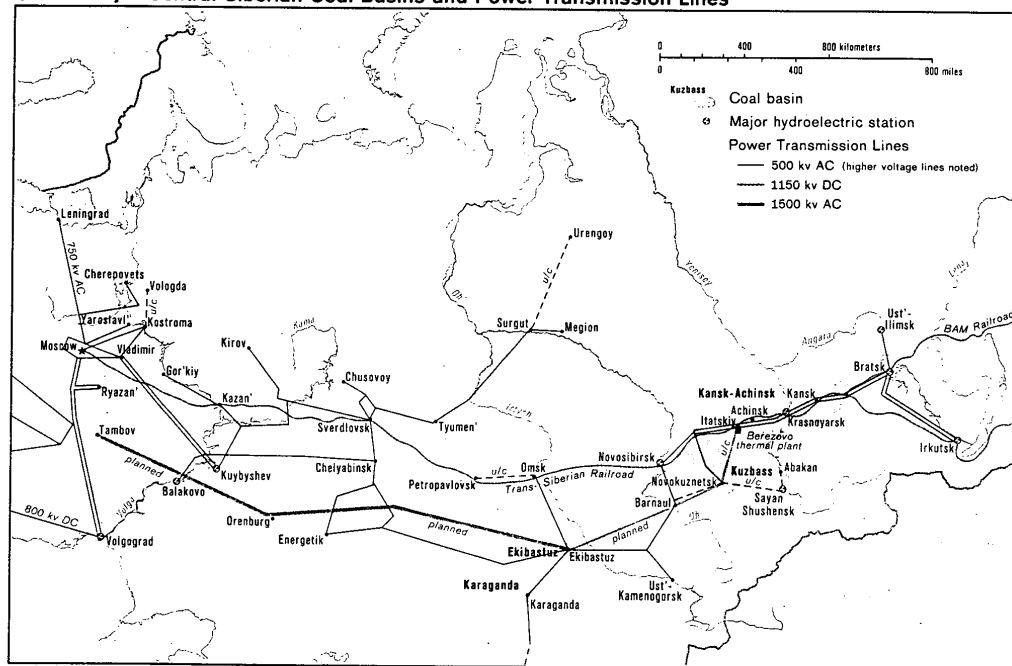 Central Siberian Coal Basins and Power Transmission Lines
0 400 800 kilometers
0 400 800 miles
Kuzbass
Coal basin
Major hydroelectric station
Power Transmission Lines
500 kv AC (higher voltage lines noted)
1150 kv DC
1500 kv AC
Leningrad
750 kv AC
Cherepovets
Vologda
u/c
Yaroslavl'
Kostroma
Moscow
Vladimir
Gor'kiy
Ryazan'
Tambov
Kama
Kirov
Kazan'
Chusovoy
Sverdlovsk
Tyumen'
Urengoy
u/c
Ob
Surgut
Megion
Irtysh
Yenisey
Lena
Angara
Ust'-
Ilimsk
BAM Railroad
Bratsk
Kansk-Achinsk
Kansk
Achinsk
Itatskiy
Krasnoyarsk
Berezovo
thermal plant
Irkutsk
planned
Kuybyshev
Balakovo
Volga
800 kv DC
Volgograd
Chelyabinsk
Orenburg
Energetik
Petropavlovsk
u/c
Omsk
Trans-Siberian Railroad
Novosibirsk
u/c
Kuzbass
Novokuznetsk
Abakan
u/c
Sayan
Shushensk
Barnaul
Ob
planned
planned
Ekibastuz
Ekibastuz
Karaganda
Karaganda
Ust'-
Kamenogorsk